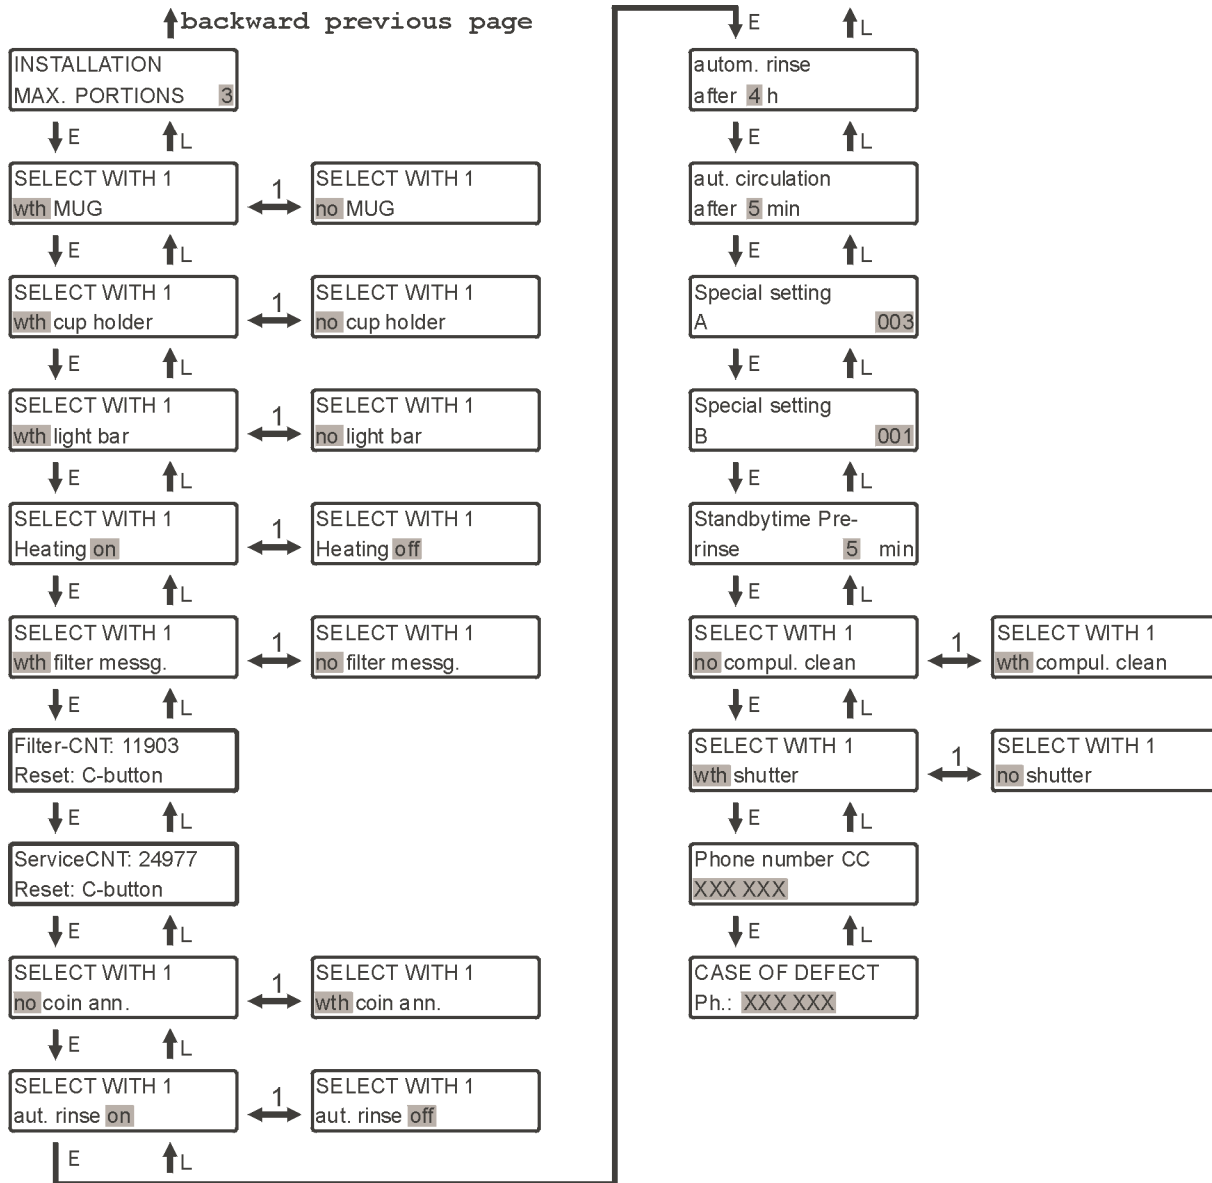 backward previous page
INSTALLATION
MAX. PORTIONS 3
E L
SELECT WITH 1
wth MUG
1
SELECT WITH 1
no MUG
E L
SELECT WITH 1
wth cup holder
1
SELECT WITH 1
no cup holder
E L
SELECT WITH 1
wth light bar
1
SELECT WITH 1
no light bar
E L
SELECT WITH 1
Heating on
1
SELECT WITH 1
Heating off
E L
SELECT WITH 1
wth filter messg.
1
SELECT WITH 1
no filter messg.
E L
Filter-CNT: 11903
Reset: C-button
E L
ServiceCNT: 24977
Reset: C-button
E L
SELECT WITH 1
no coin ann.
1
SELECT WITH 1
wth coin ann.
E L
SELECT WITH 1
aut. rinse on
1
SELECT WITH 1
aut. rinse off
E L
E L
autom. rinse
after 4 h
E L
aut. circulation
after 5 min
E L
Special setting
A 003
E L
Special setting
B 001
E L
Standbytime Pre-
rinse 5 min
E L
SELECT WITH 1
no compul. clean
1
SELECT WITH 1
wth compul. clean
E L
SELECT WITH 1
wth shutter
1
SELECT WITH 1
no shutter
E L
Phone number CC
XXX XXX
E L
CASE OF DEFECT
Ph.: XXX XXX